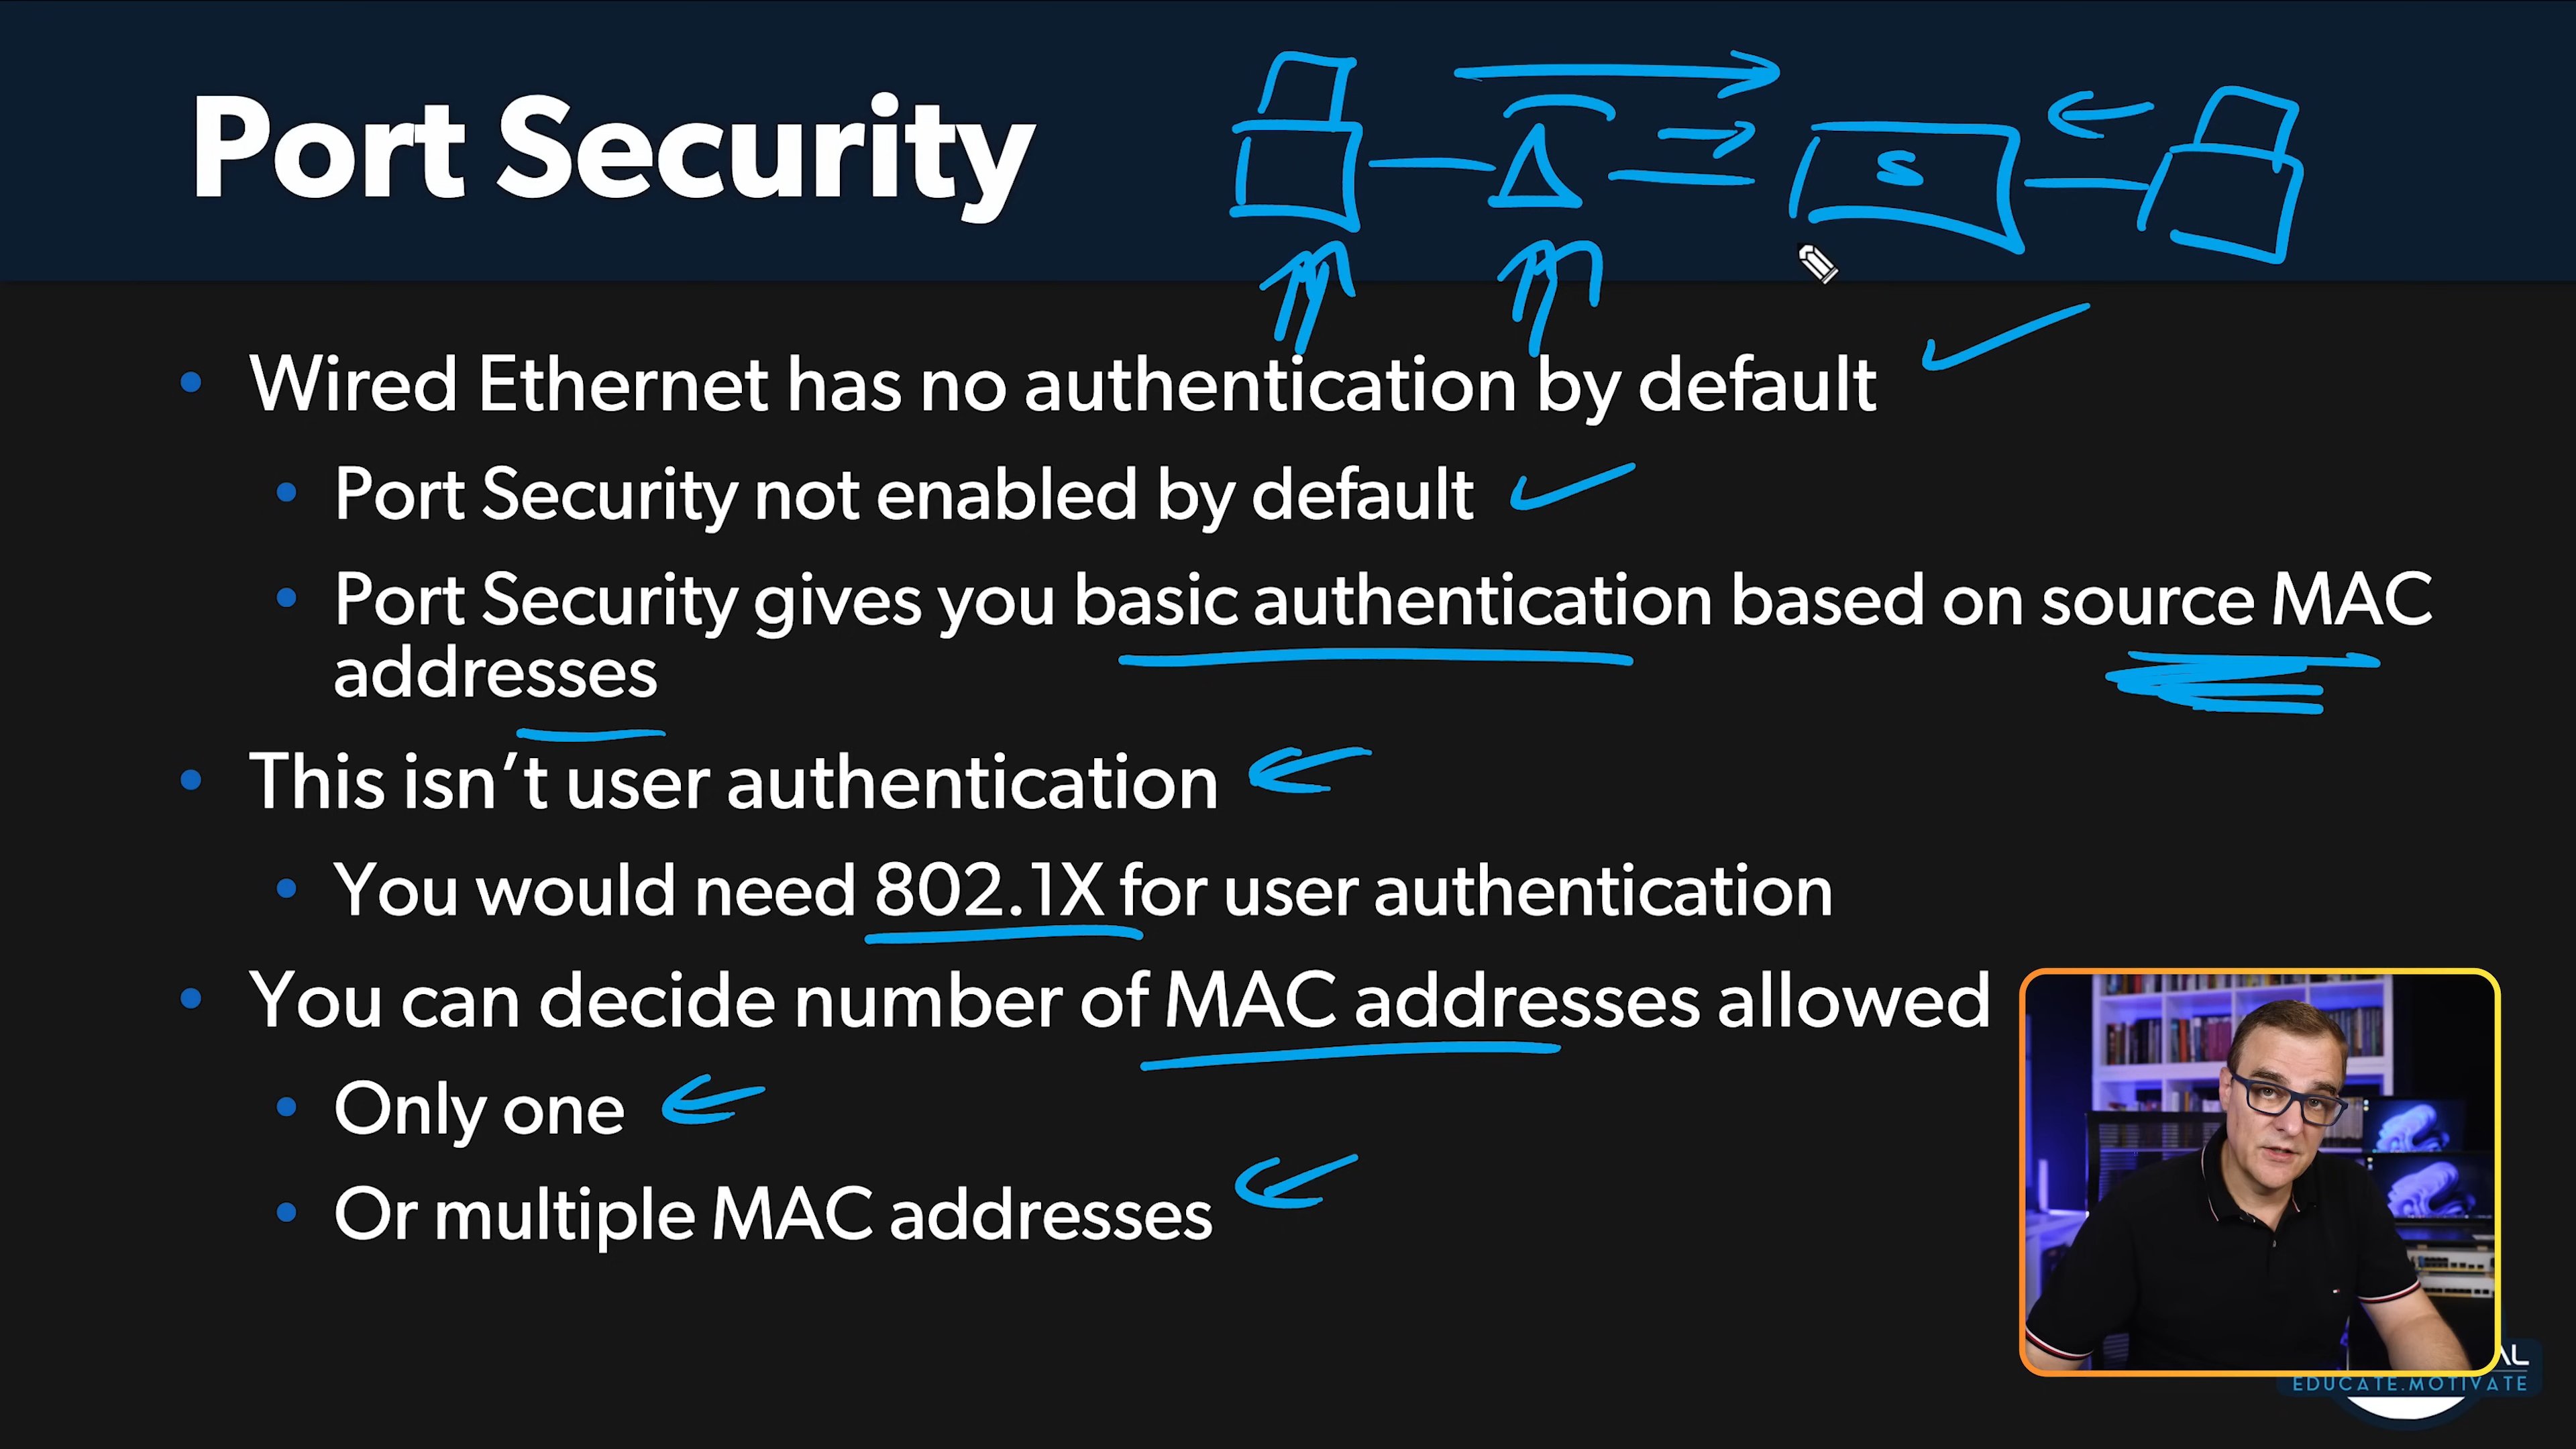 Port Security
S
Wired Ethernet has no authentication by default
Port Security not enabled by default
Port Security gives you basic authentication based on source MAC
addresses
This isn’t user authentication
You would need 802.1X for user authentication
You can decide number of MAC addresses allowed
Only one
Or multiple MAC addresses
EDUCATE.MOTIVATE